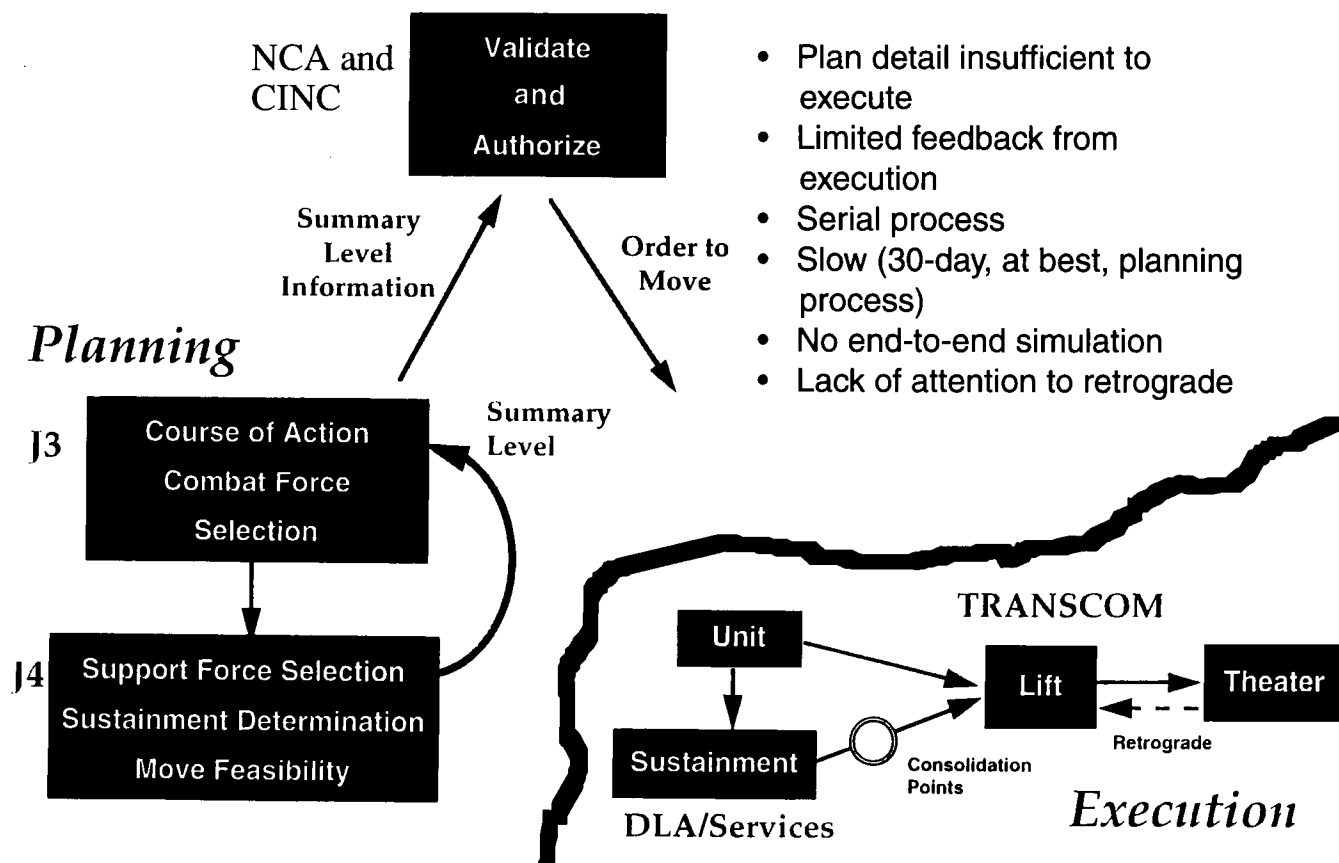 NCA and
CINC
Validate
and
Authorize
• Plan detail insufficient to
execute
• Limited feedback from
execution
• Serial process
• Slow (30-day, at best, planning
process)
• No end-to-end simulation
• Lack of attention to retrograde
Summary
Level
Information
Order to
Move
Planning
J3
Course of Action
Combat Force
Selection
Summary
Level
J4
Support Force Selection
Sustainment Determination
Move Feasibility
TRANSCOM
Unit
Lift
Theater
Retrograde
Sustainment
Consolidation
Points
DLA/Services
Execution